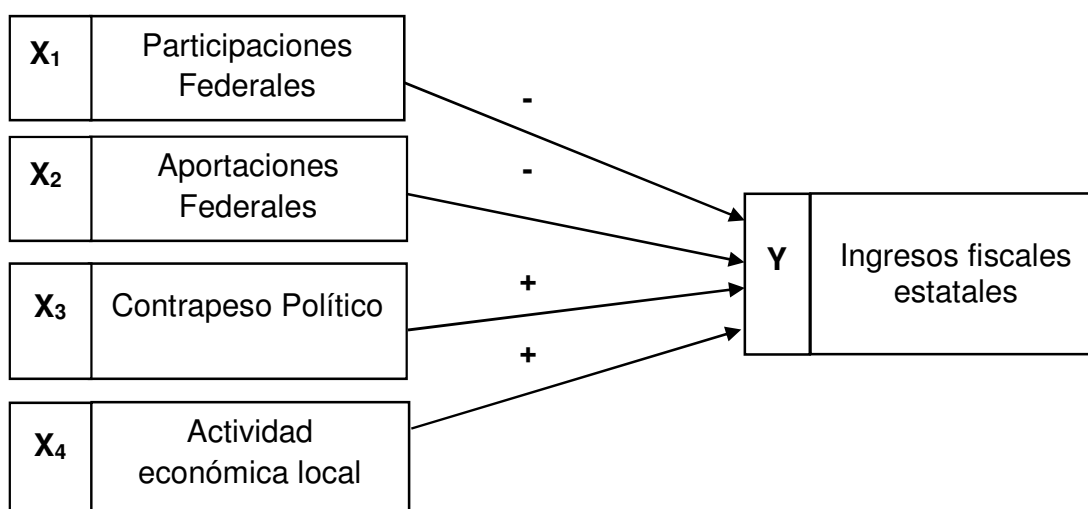 X1
Participaciones
Federales
-
X2
Aportaciones
Federales
-
X3
Contrapeso Político
+
X4
Actividad
económica local
+
Y
Ingresos fiscales
estatales